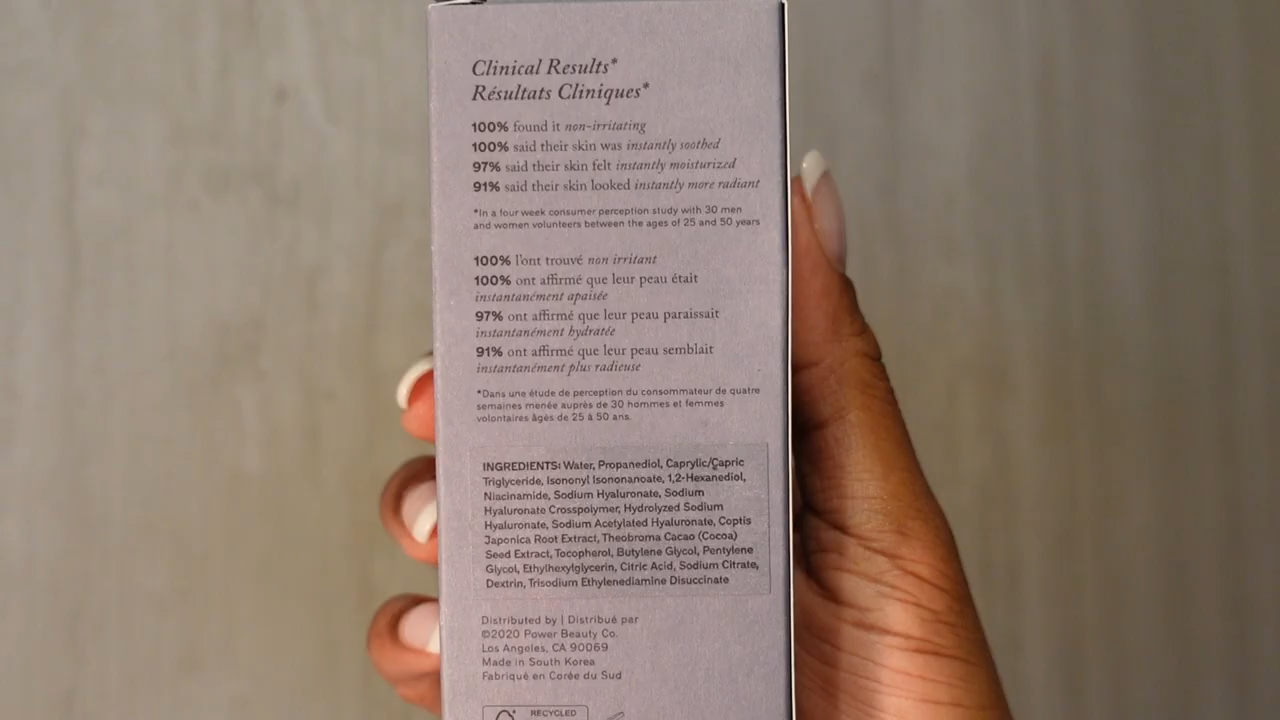 Clinical Results*
Résultats Cliniques*
100% found it non-irritating
100% said their skin was instantly soothed
97% said their skin felt instantly moisturized
91% said their skin looked instantly more radiant
*In a four week consumer perception study with 30 men
and women volunteers between the ages of 25 and 50 years
100% l'ont trouvé non irritant
100% ont affirmé que leur peau était
instantanément apaisée
97% ont affirmé que leur peau paraissait
instantanément hydratée
91% ont affirmé que leur peau semblait
instantanément plus radieuse
*Dans une étude de perception du consommateur de quatre
semaines menée auprès de 30 hommes et femmes
volontaires âgés de 25 à 50 ans.
INGREDIENTS: Water, Propanediol, Caprylic/Capric
Triglyceride, Isononyl Isononanoate, 1,2-Hexanediol,
Niacinamide, Sodium Hyaluronate, Sodium
Hyaluronate Crosspolymer, Hydrolyzed Sodium
Hyaluronate, Sodium Acetylated Hyaluronate, Coptis
Japonica Root Extract, Theobroma Cacao (Cocoa)
Seed Extract, Tocopherol, Butylene Glycol, Pentylene
Glycol, Ethylhexylglycerin, Citric Acid, Sodium Citrate,
Dextrin, Trisodium Ethylenediamine Disuccinate
Distributed by | Distribué par
©2020 Power Beauty Co.
Los Angeles, CA 90069
Made in South Korea
Fabriqué en Corée du Sud
RECYCLED